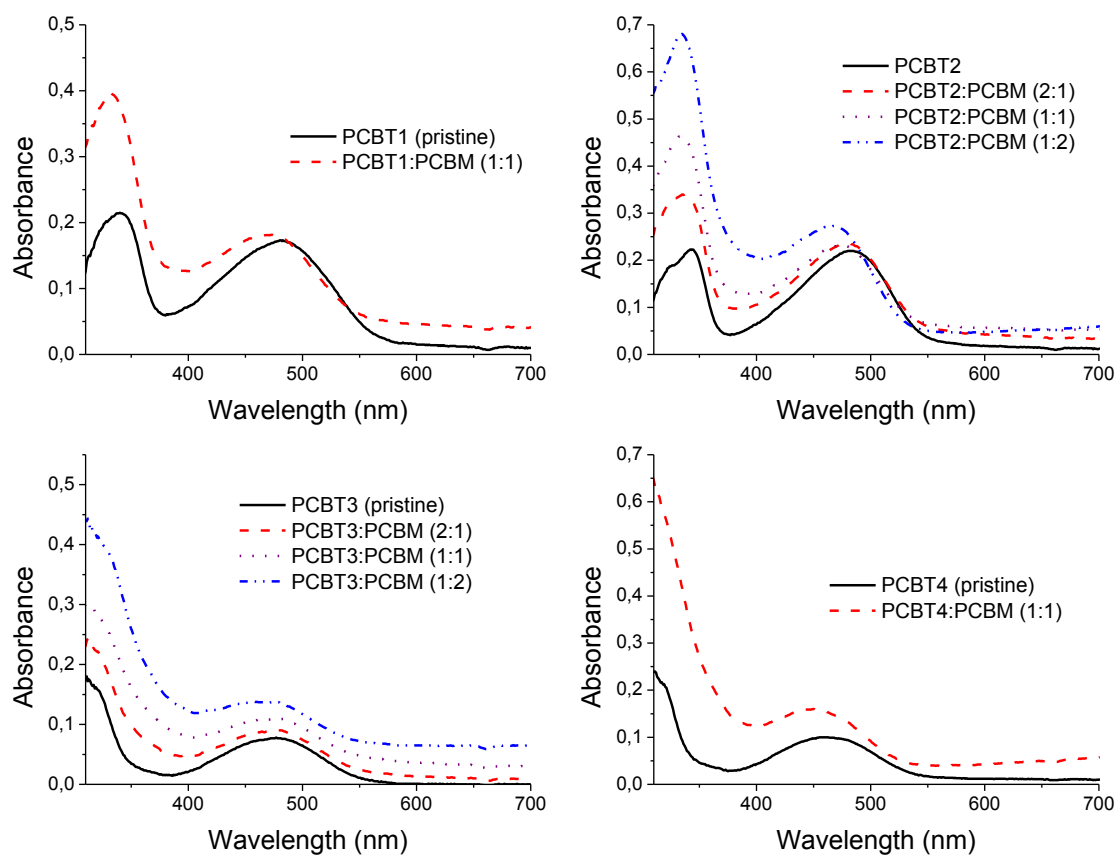 0,5
0,4
0,3
0,2
0,1
0,0
Absorbance
PCBT1 (pristine)
PCBT1:PCBM (1:1)
400
500
600
700
Wavelength (nm)
0,7
0,6
0,5
0,4
0,3
0,2
0,1
0,0
Absorbance
PCBT2
PCBT2:PCBM (2:1)
PCBT2:PCBM (1:1)
PCBT2:PCBM (1:2)
400
500
600
700
Wavelength (nm)
0,5
0,4
0,3
0,2
0,1
0,0
Absorbance
PCBT3 (pristine)
PCBT3:PCBM (2:1)
PCBT3:PCBM (1:1)
PCBT3:PCBM (1:2)
400
500
600
700
Wavelength (nm)
0,7
0,6
0,5
0,4
0,3
0,2
0,1
0,0
Absorbance
PCBT4 (pristine)
PCBT4:PCBM (1:1)
400
500
600
700
Wavelength (nm)